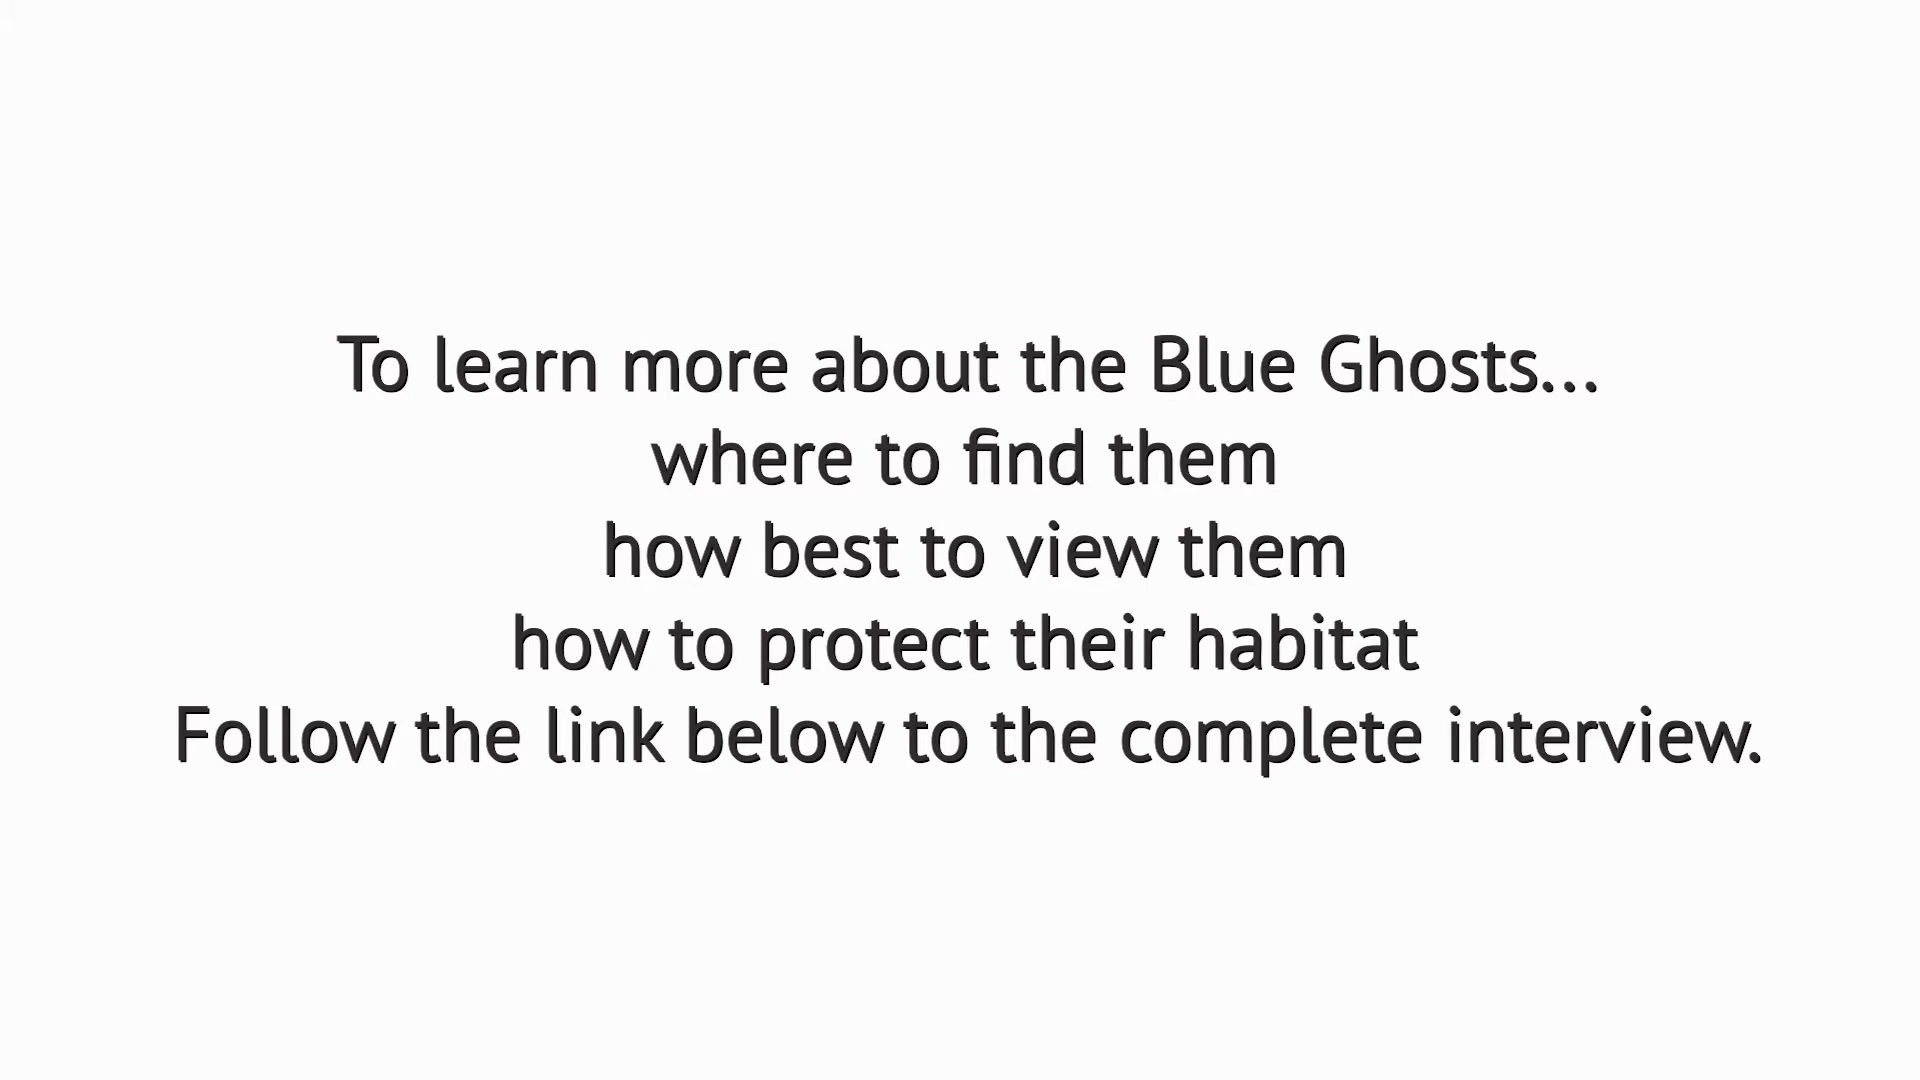 To learn more about the Blue Ghosts...
where to find them
how best to view them
how to protect their habitat
Follow the link below to the complete interview.